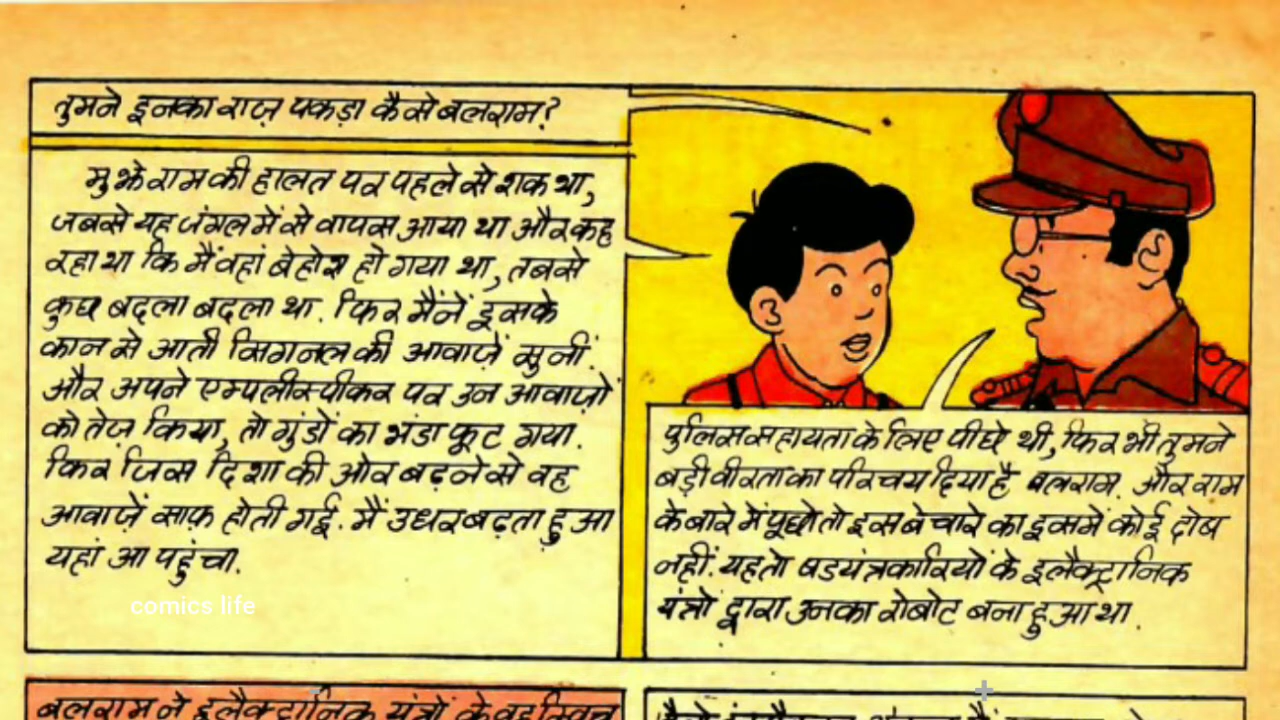 तुमने इनका राज़ पकड़ा कैसे बलराम?
मुझे राम की हालत पर पहले से शक था,
जबसे यह जंगल में से वापस आया था और कह
रहा था कि मैं वहां बेहोश हो गया था, तबसे
कुछ बदला बदला था. फिर मैंनें इसके
कान से आती सिगनल की आवाज़ें सुनीं.
और अपने एम्पलीस्पीकर पर उन आवाज़ों
को तेज़ किया, तो गुंडों का भंडा फूट गया.
फिर जिस दिशा की ओर बढ़ने से वह
आवाज़ें साफ़ होती गई. मैं उधर बढ़ता हुआ
यहां आ पहुंचा.
comics life
पुलिस सहायता के लिए पीछे थी, फिर भी तुमने
बड़ी वीरता का परिचय दिया है बलराम. और राम
के बारे में पूछो तो इस बेचारे का इसमें कोई दोष
नहीं. यह तो षडयंत्रकारियों के इलैक्ट्रानिक
यंत्रों द्वारा उनका रोबोट बना हुआ था.
बलराम ने इलैक्ट्रानिक यंत्रों के वह स्विच